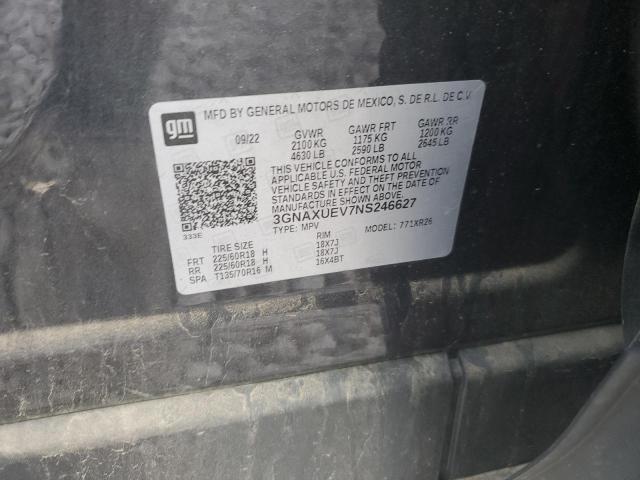 gm
MFD BY GENERAL MOTORS DE MEXICO, S. DE R.L. DE C.V.
09/22 GVWR GAWR FRT GAWR RR
2100 KG 1175 KG 1200 KG
4630 LB 2590 LB 2645 LB
THIS VEHICLE CONFORMS TO ALL
APPLICABLE U.S. FEDERAL MOTOR
VEHICLE SAFETY AND THEFT PREVENTION
STANDARDS IN EFFECT ON THE DATE OF
MANUFACTURE SHOWN ABOVE.
3GNAXUEV7NS246627
333E TYPE: MPV MODEL: 771XR26
TIRE SIZE RIM
FRT 225/60R18 H 18X7J
RR 225/60R18 H 18X7J
SPA T135/70R16 M 16X4BT